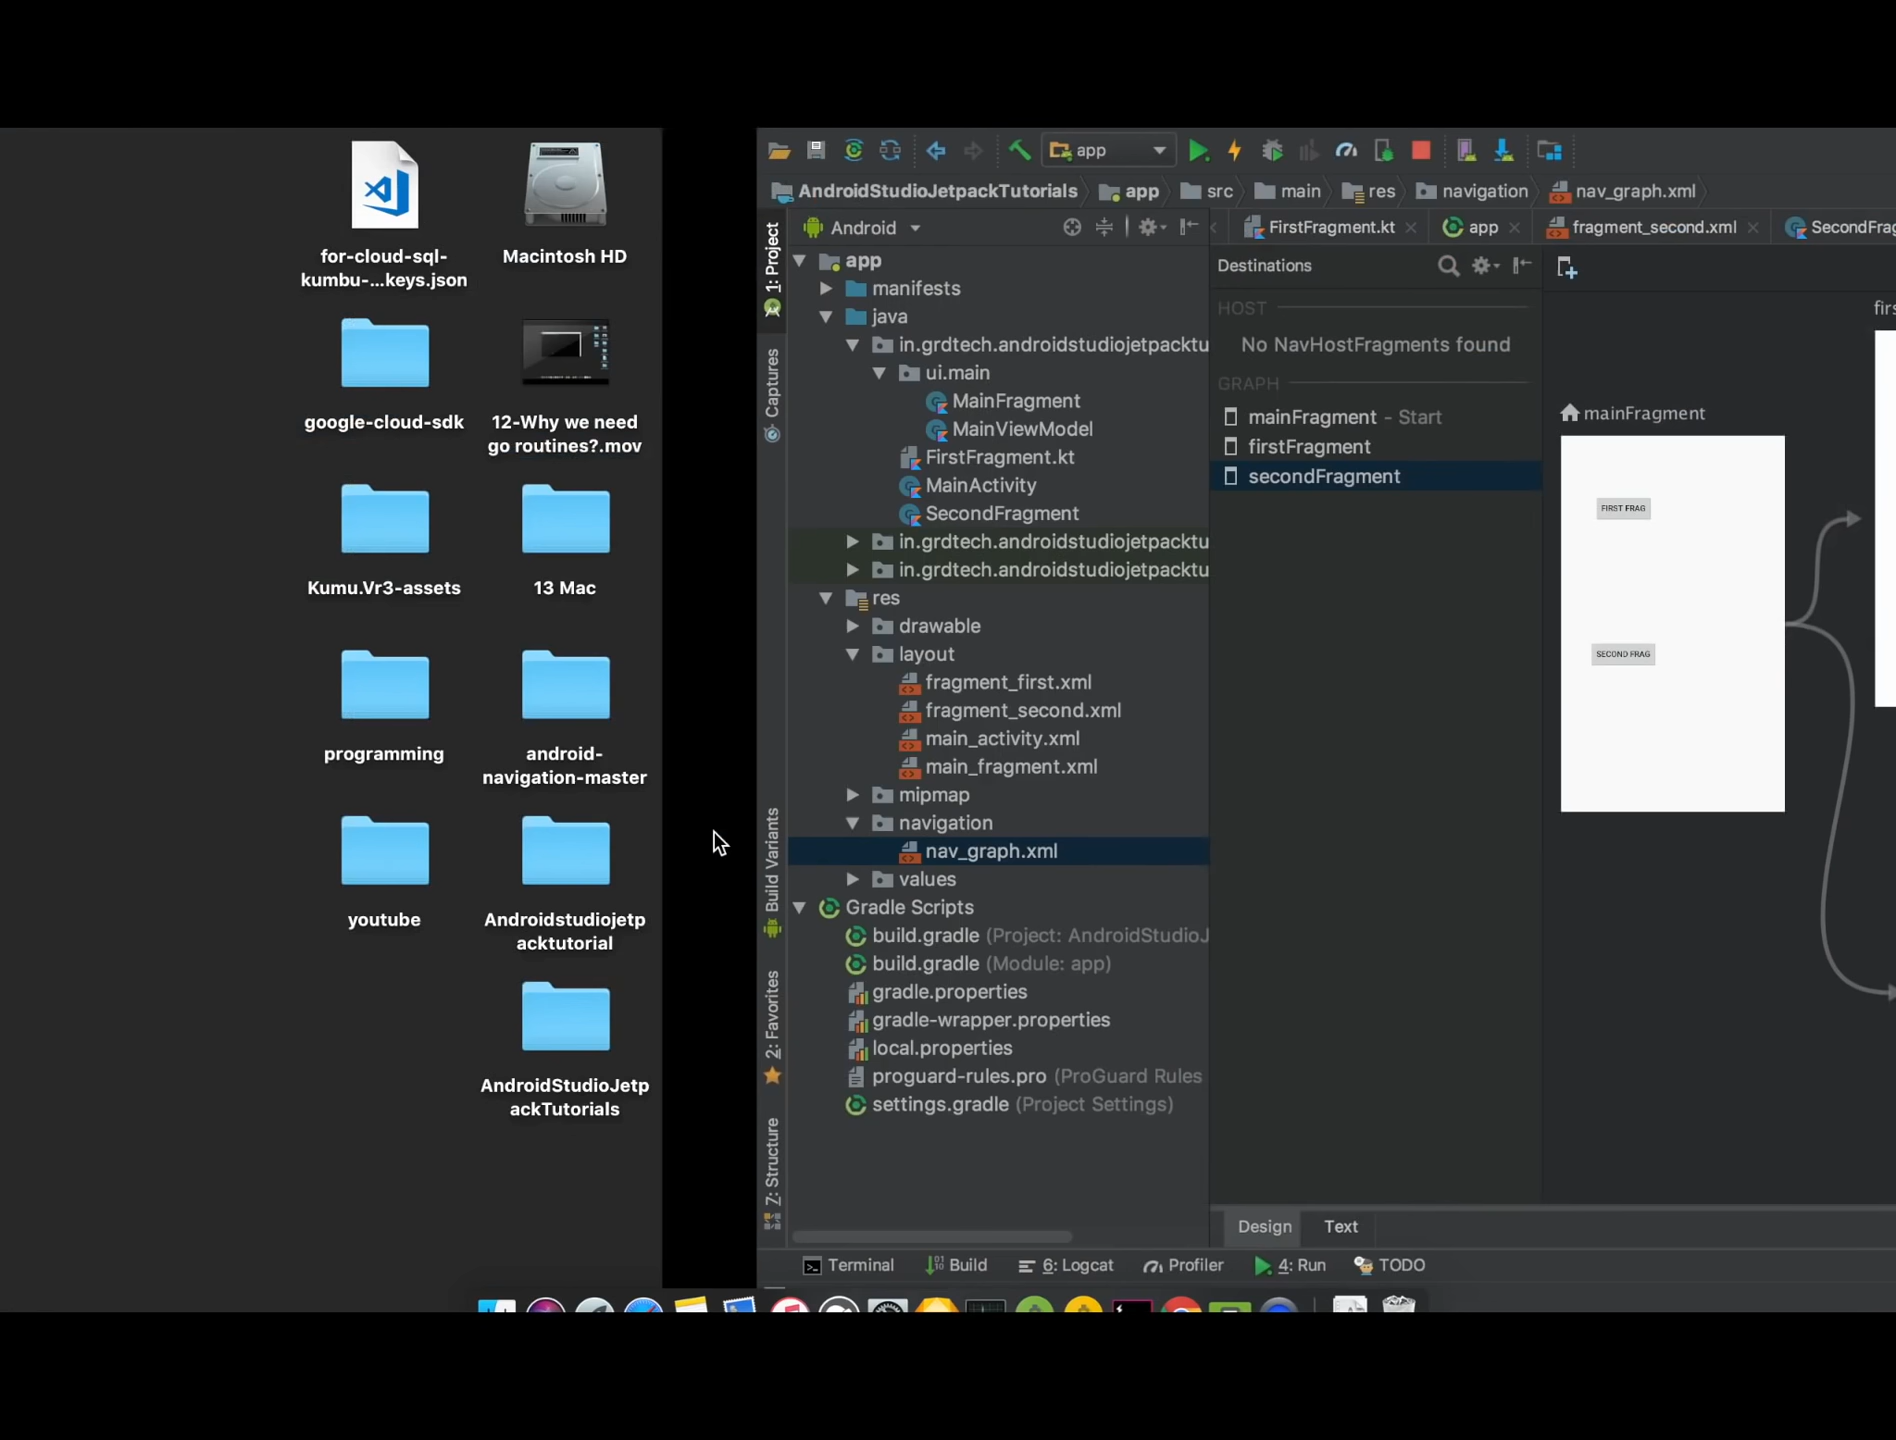 for-cloud-sql-
kumbu-...keys.json
Macintosh HD
google-cloud-sdk
12-Why we need
go routines?.mov
Kumu.Vr3-assets
13 Mac
programming
android-
navigation-master
youtube
Androidstudiojetp
acktutorial
AndroidStudioJetp
ackTutorials
app
AndroidStudioJetpackTutorials
app
src
main
res
navigation
nav_graph.xml
1: Project
Captures
Build Variants
2: Favorites
7: Structure
Android
app
manifests
java
in.grdtech.androidstudiojetpacktu
ui.main
MainFragment
MainViewModel
FirstFragment.kt
MainActivity
SecondFragment
in.grdtech.androidstudiojetpacktu
in.grdtech.androidstudiojetpacktu
res
drawable
layout
fragment_first.xml
fragment_second.xml
main_activity.xml
main_fragment.xml
mipmap
navigation
nav_graph.xml
values
Gradle Scripts
build.gradle (Project: AndroidStudioJ
build.gradle (Module: app)
gradle.properties
gradle-wrapper.properties
local.properties
proguard-rules.pro (ProGuard Rules
settings.gradle (Project Settings)
FirstFragment.kt
app
fragment_second.xml
SecondFrag
Destinations
HOST
No NavHostFragments found
GRAPH
mainFragment - Start
firstFragment
secondFragment
firs
mainFragment
FIRST FRAG
SECOND FRAG
Design
Text
Terminal
Build
6: Logcat
Profiler
4: Run
TODO